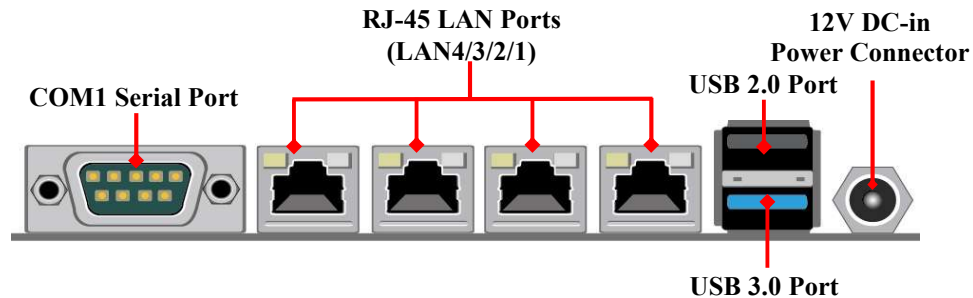 RJ-45 LAN Ports
(LAN4/3/2/1)
12V DC-in
Power Connector
COM1 Serial Port
USB 2.0 Port
USB 3.0 Port